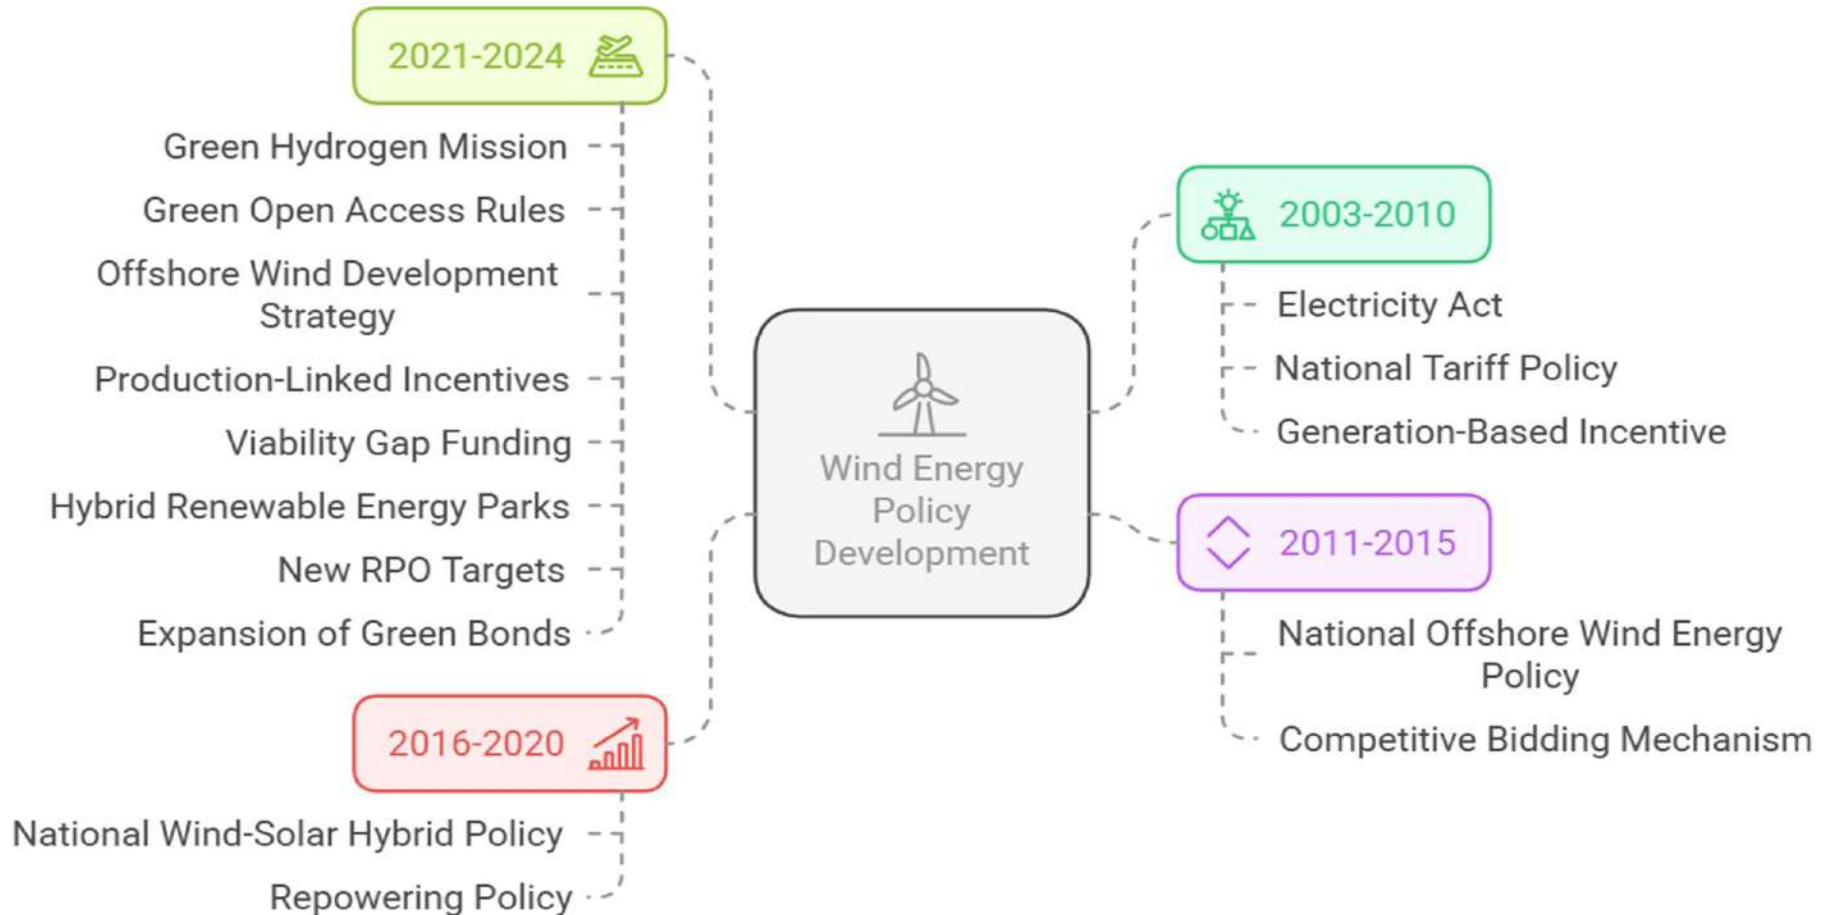 2021-2024
Green Hydrogen Mission
Green Open Access Rules
Offshore Wind Development
Strategy
Production-Linked Incentives
Viability Gap Funding
Hybrid Renewable Energy Parks
New RPO Targets
Expansion of Green Bonds
2016-2020
National Wind-Solar Hybrid Policy
Repowering Policy
Wind Energy
Policy
Development
2003-2010
Electricity Act
National Tariff Policy
Generation-Based Incentive
2011-2015
National Offshore Wind Energy
Policy
Competitive Bidding Mechanism